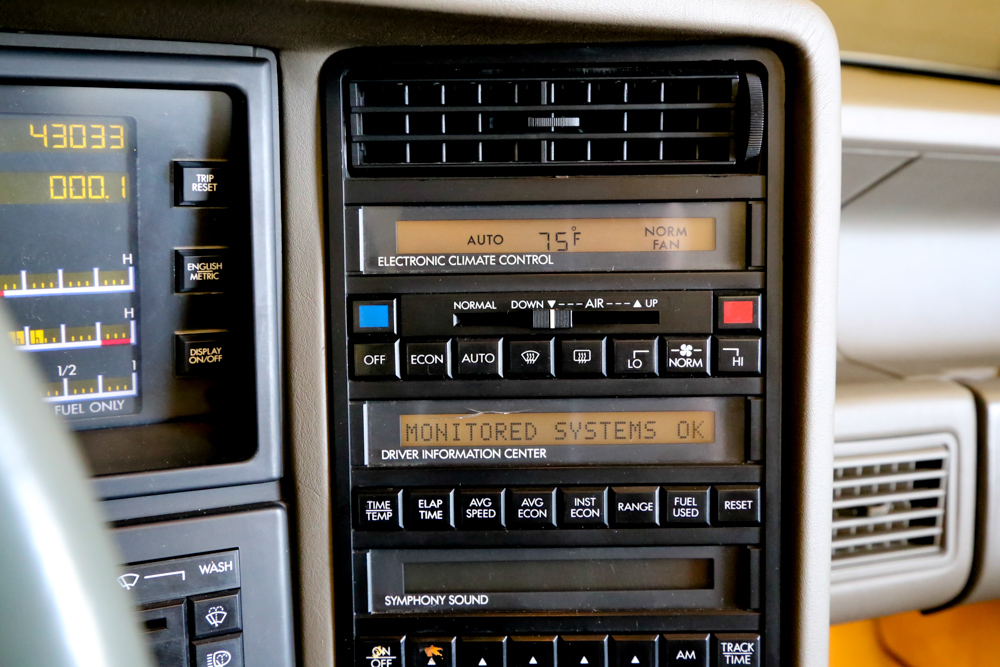 43033
000.1
TRIP
RESET
H
ENGLISH
METRIC
H
DISPLAY
ON/OFF
1/2
1
FUEL ONLY
WASH
AUTO
75°F
NORM
FAN
ELECTRONIC CLIMATE CONTROL
NORMAL DOWN ▼ --- AIR --- ▲ UP
OFF
ECON
AUTO
LO
NORM
HI
MONITORED SYSTEMS OK
DRIVER INFORMATION CENTER
TIME
TEMP
ELAP
TIME
AVG
SPEED
AVG
ECON
INST
ECON
RANGE
FUEL
USED
RESET
SYMPHONY SOUND
ON
OFF
AM
TRACK
TIME